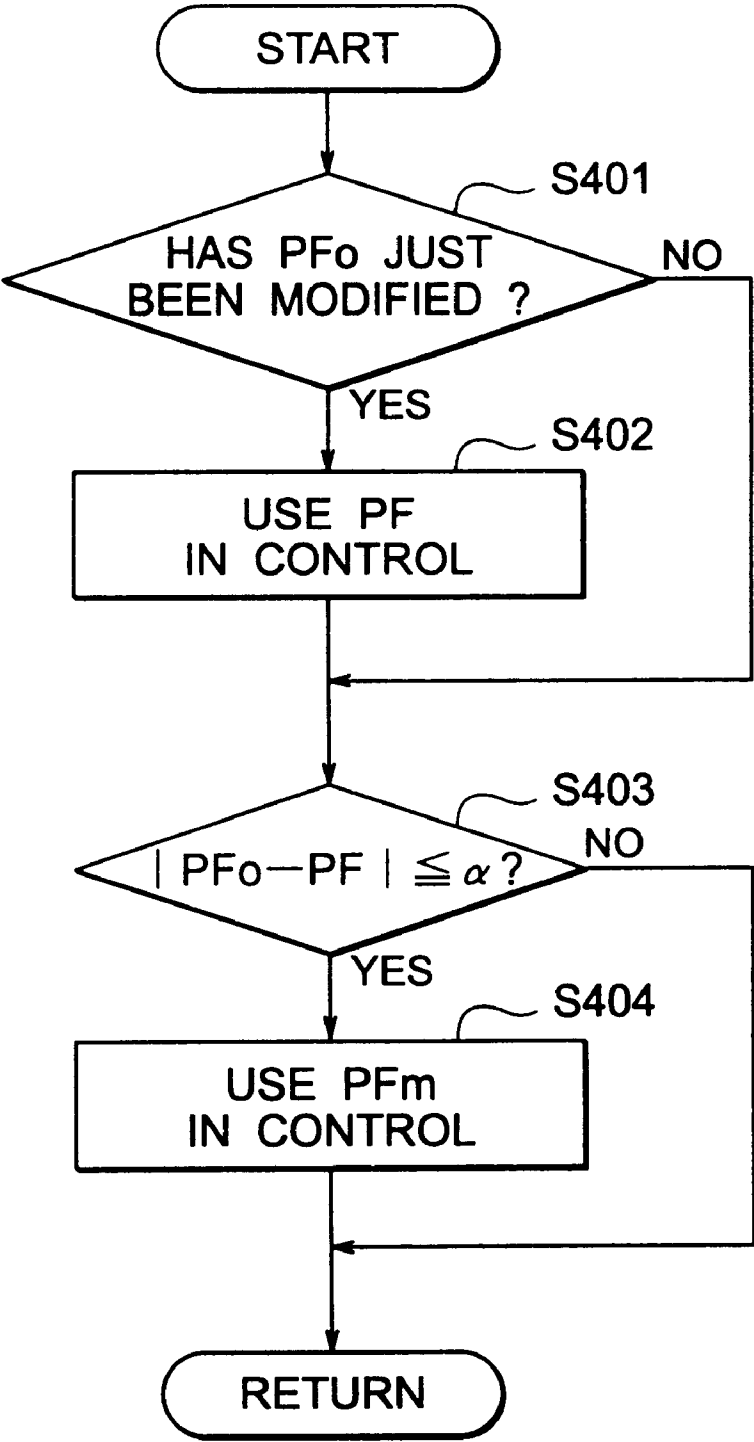 START
S401
HAS PFo JUST
BEEN MODIFIED ?
NO
YES
S402
USE PF
IN CONTROL
S403
| PFo—PF | ≦ α ?
NO
YES
S404
USE PFm
IN CONTROL
RETURN